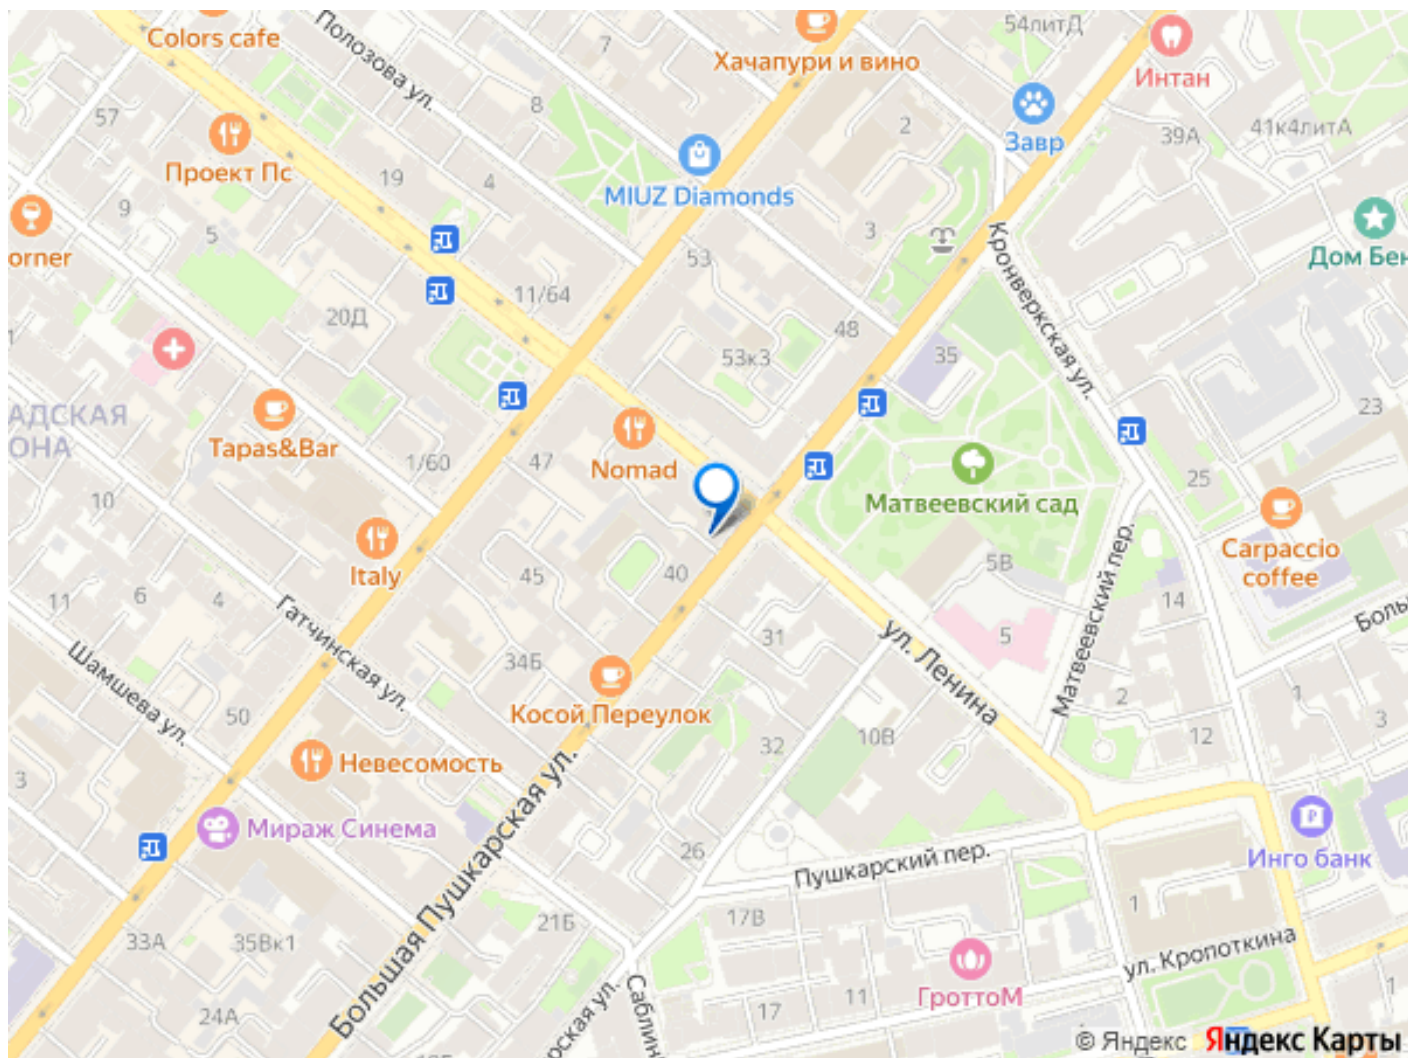 Colors cafe
Полозова ул.
7
Хачапури и вино
54литД
Интан
57
8
Завр
2
39А
41к4литА
Проект Пс
19
4
MIUZ Diamonds
9
5
orner
53
3
Кронверкская ул.
Дом Бен
11/64
20Д
48
53к3
35
АДСКАЯ
ОНА
Tapas&Bar
1/60
47
Nomad
23
25
Матвеевский сад
10
Italy
45
40
5В
Carpaccio
coffee
11
6
4
Гатчинская ул.
31
5
14
Матвеевский пер.
Боль
Шамшева ул.
34Б
ул. Ленина
2
1
3
50
Косой Переулок
32
10В
12
3
Невесомость
Большая Пушкарская ул.
Мираж Синема
26
Пушкарский пер.
Инго банк
33А
35Вк1
21Б
17В
1
ул. Кропоткина
24А
рская ул.
Саблин
17
11
ГроттоМ
1
© Яндекс Яндекс Карты